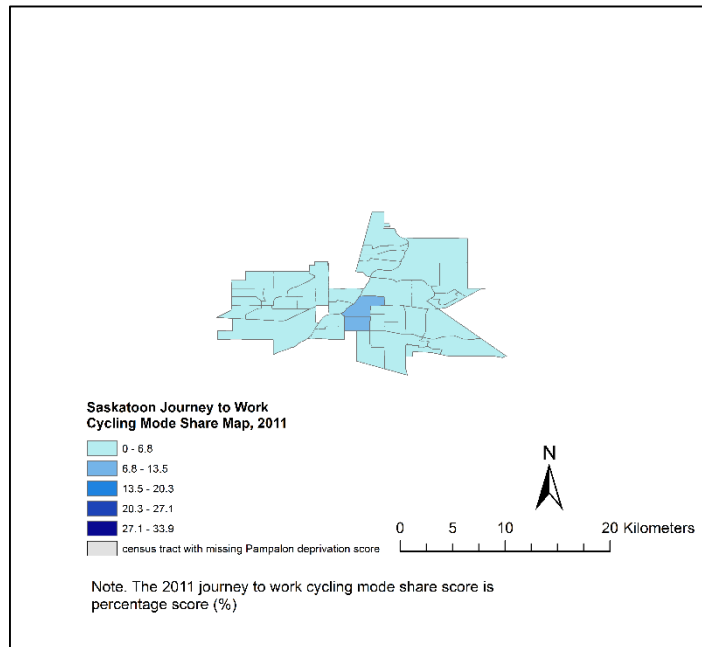 Saskatoon Journey to Work
Cycling Mode Share Map, 2011
0 - 6.8
6.8 - 13.5
13.5 - 20.3
20.3 - 27.1
27.1 - 33.9
census tract with missing Pampalon deprivation score
N
0 5 10 20 Kilometers
Note. The 2011 journey to work cycling mode share score is
percentage score (%)